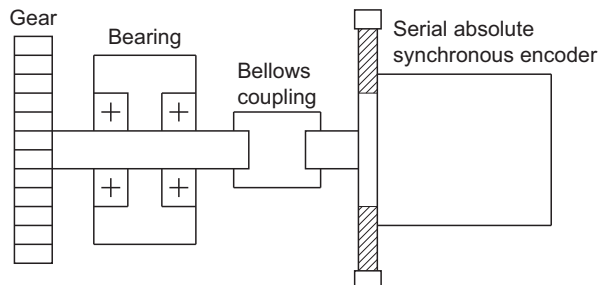 Gear
Bearing
Bellows
coupling
Serial absolute
synchronous encoder